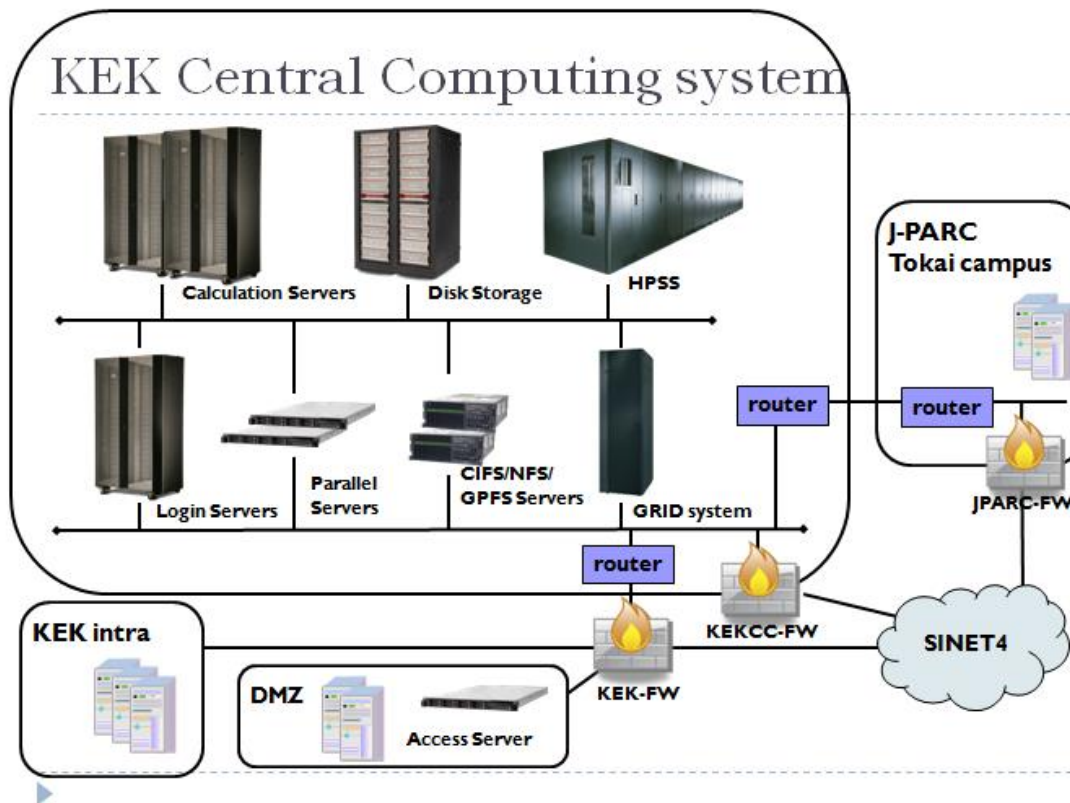 KEK Central Computing system
Calculation Servers
Disk Storage
HPSS
J-PARC
Tokai campus
router
router
Login Servers
Parallel
Servers
CIFS/NFS/
GPFS Servers
GRID system
JPARC-FW
router
KEKCC-FW
KEK intra
SINET4
DMZ
KEK-FW
Access Server